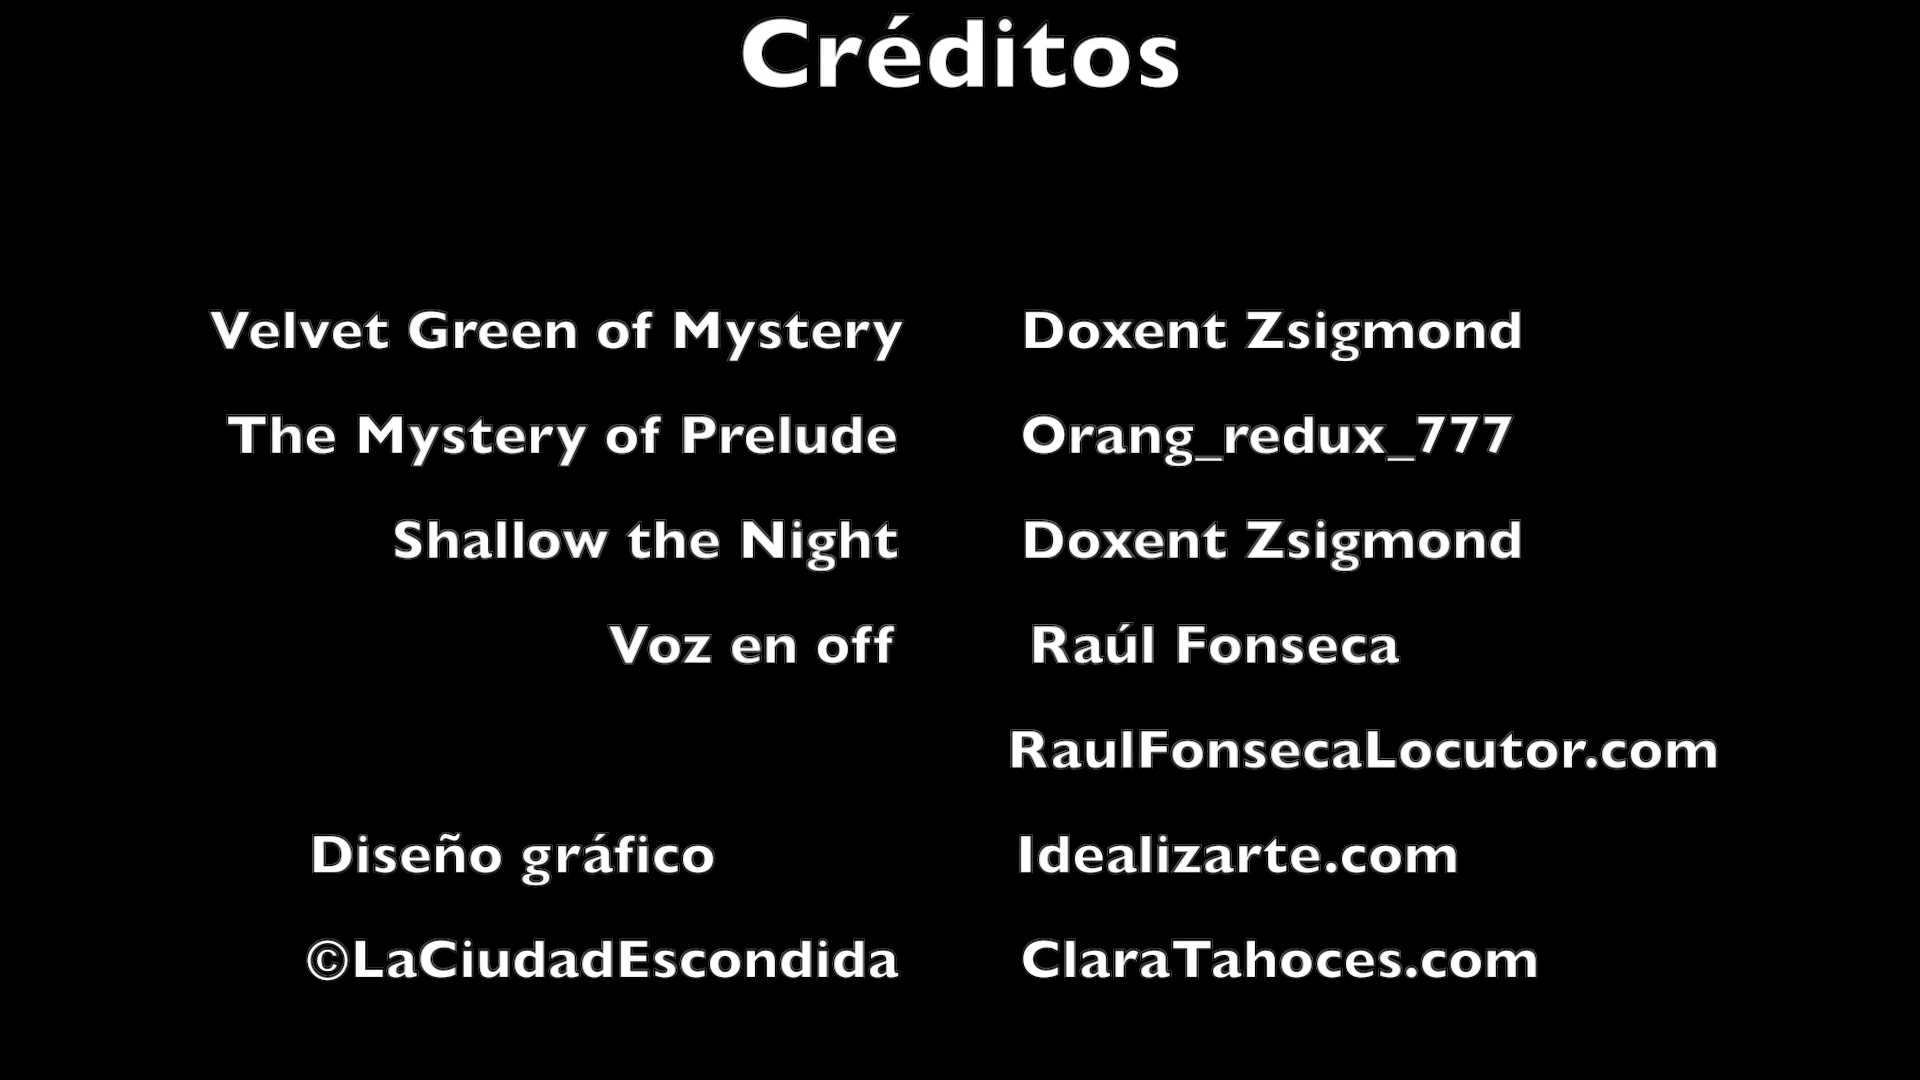 Créditos
Velvet Green of Mystery Doxent Zsigmond
The Mystery of Prelude Orang_redux_777
Shallow the Night Doxent Zsigmond
Voz en off Raúl Fonseca
RaulFonsecaLocutor.com
Diseño gráfico Idealizarte.com
©LaCiudadEscondida ClaraTahoces.com